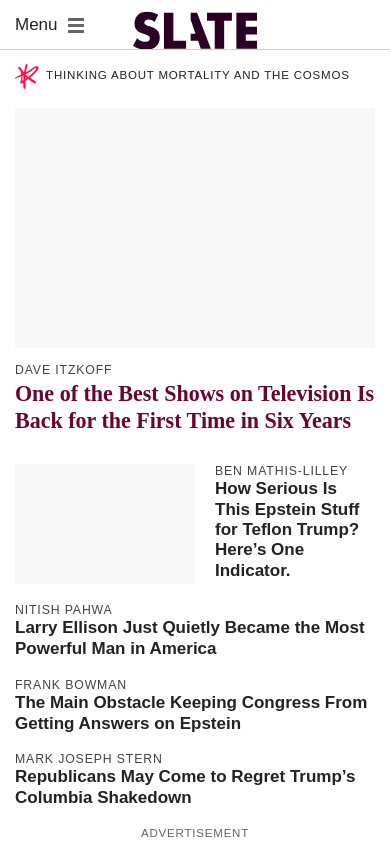 Menu
SLATE
THINKING ABOUT MORTALITY AND THE COSMOS
DAVE ITZKOFF
One of the Best Shows on Television Is
Back for the First Time in Six Years
BEN MATHIS-LILLEY
How Serious Is
This Epstein Stuff
for Teflon Trump?
Here’s One
Indicator.
NITISH PAHWA
Larry Ellison Just Quietly Became the Most
Powerful Man in America
FRANK BOWMAN
The Main Obstacle Keeping Congress From
Getting Answers on Epstein
MARK JOSEPH STERN
Republicans May Come to Regret Trump’s
Columbia Shakedown
ADVERTISEMENT